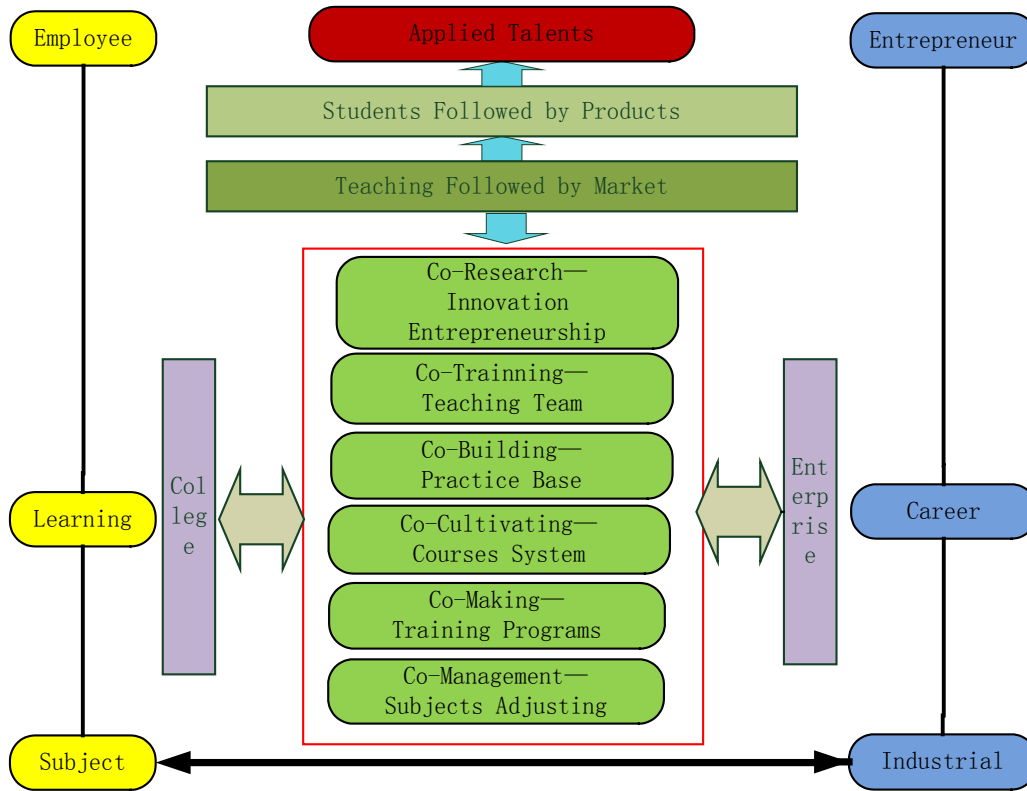 Employee
Applied Talents
Entrepreneur
Students Followed by Products
Teaching Followed by Market
Co-Research—
Innovation
Entrepreneurship
Co-Trainning—
Teaching Team
Co-Building—
Practice Base
Col
leg
e
Ent
erp
ris
e
Learning
Career
Co-Cultivating—
Courses System
Co-Making—
Training Programs
Co-Management—
Subjects Adjusting
Subject
Industrial